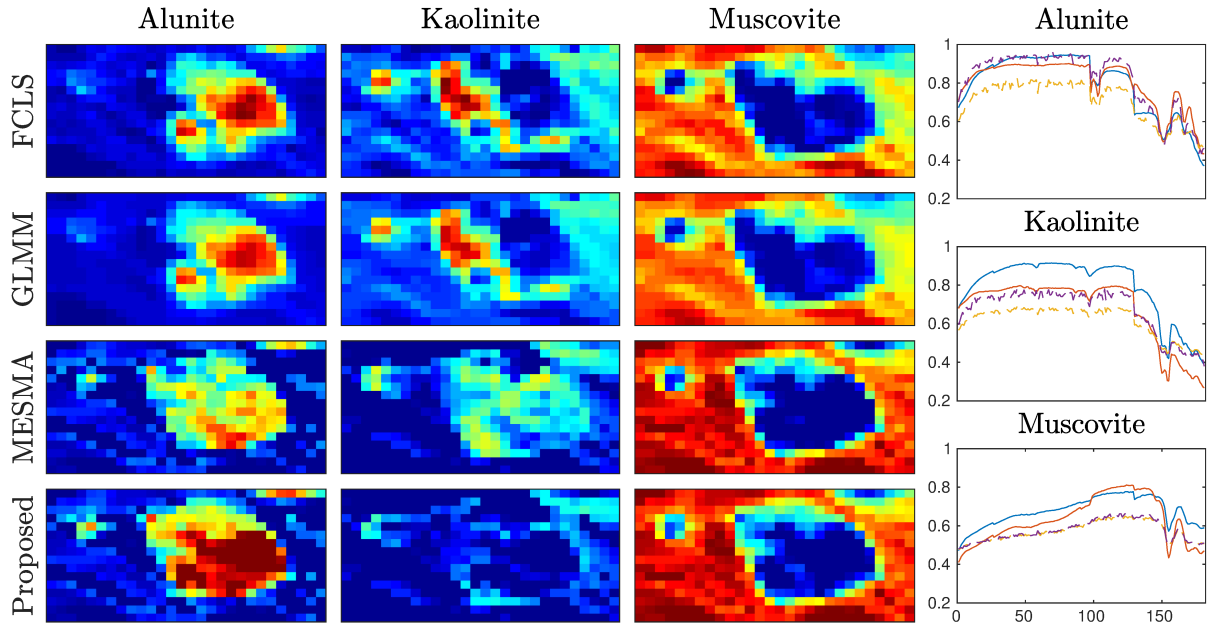 Alunite Kaolinite Muscovite Alunite
FCLS
GLMM
MESMA
Proposed
1
0.8
0.6
0.4
0.2
Kaolinite
1
0.8
0.6
0.4
0.2
Muscovite
1
0.8
0.6
0.4
0.2
0 50 100 150